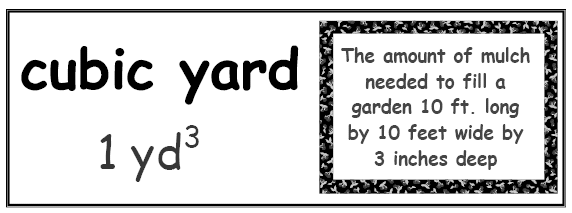 cubic yard
1 yd³
The amount of mulch
needed to fill a
garden 10 ft. long
by 10 feet wide by
3 inches deep